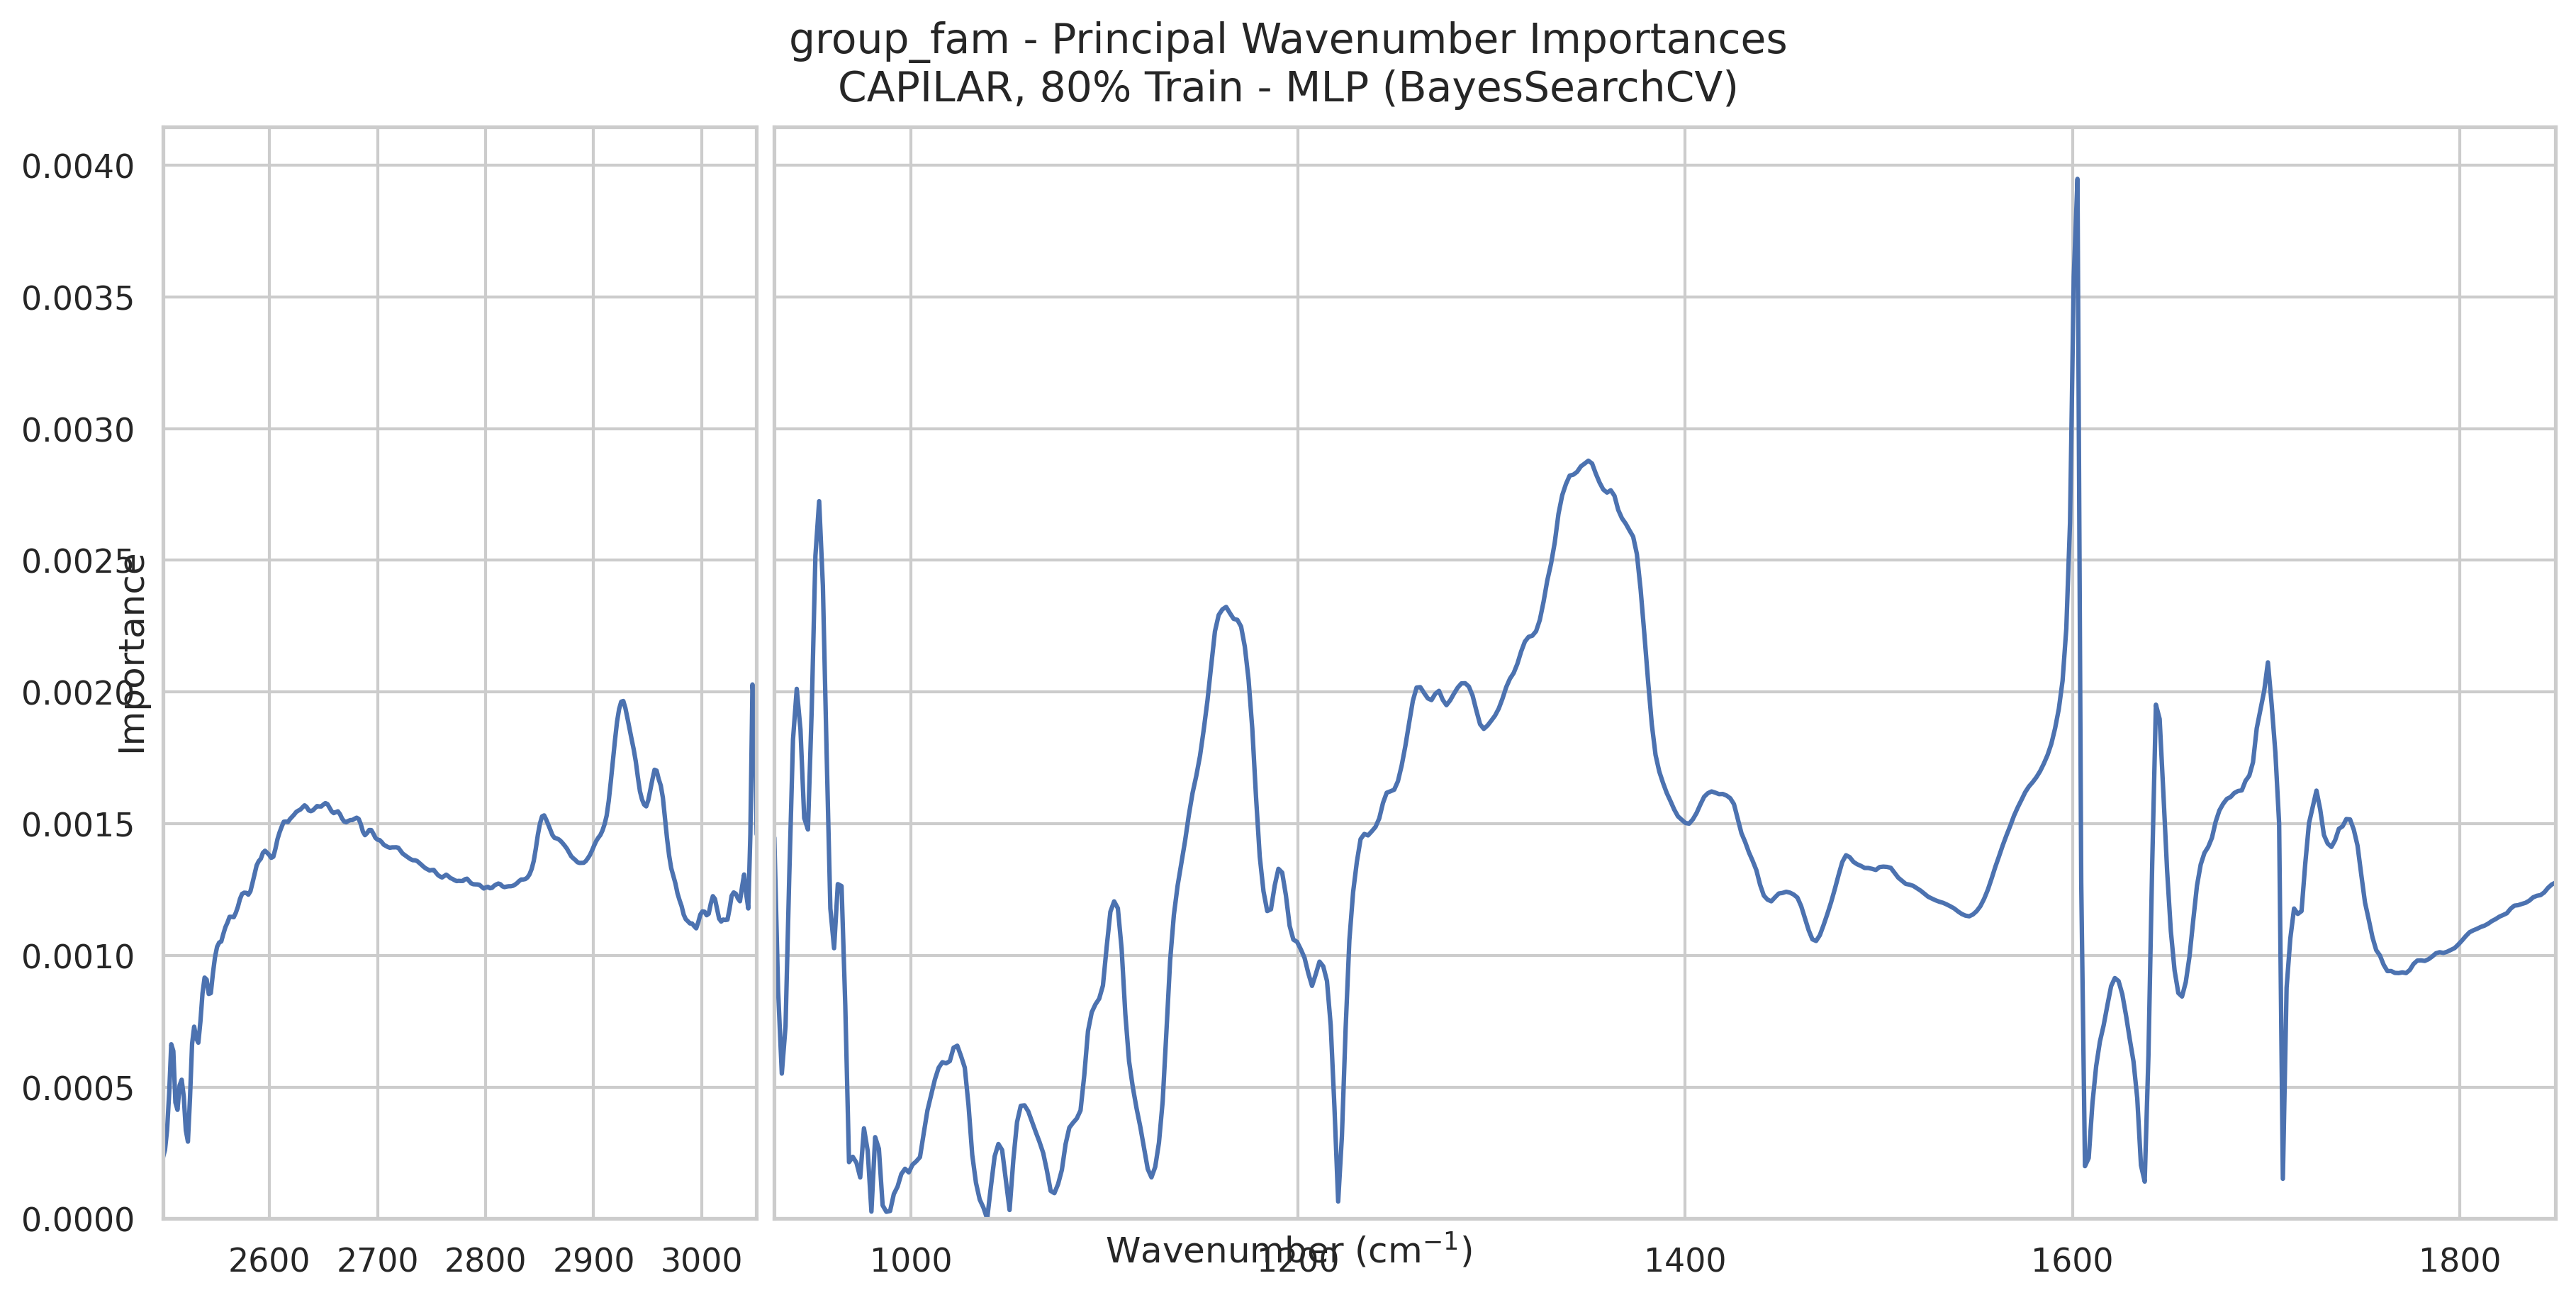 group_fam - Principal Wavenumber Importances
CAPILAR, 80% Train - MLP (BayesSearchCV)
0.0040
0.0035
0.0030
0.0025
0.0020
0.0015
0.0010
0.0005
0.0000
Importance
2600 2700 2800 2900 3000
1000 1200 1400 1600 1800
Wavenumber (cm⁻¹)